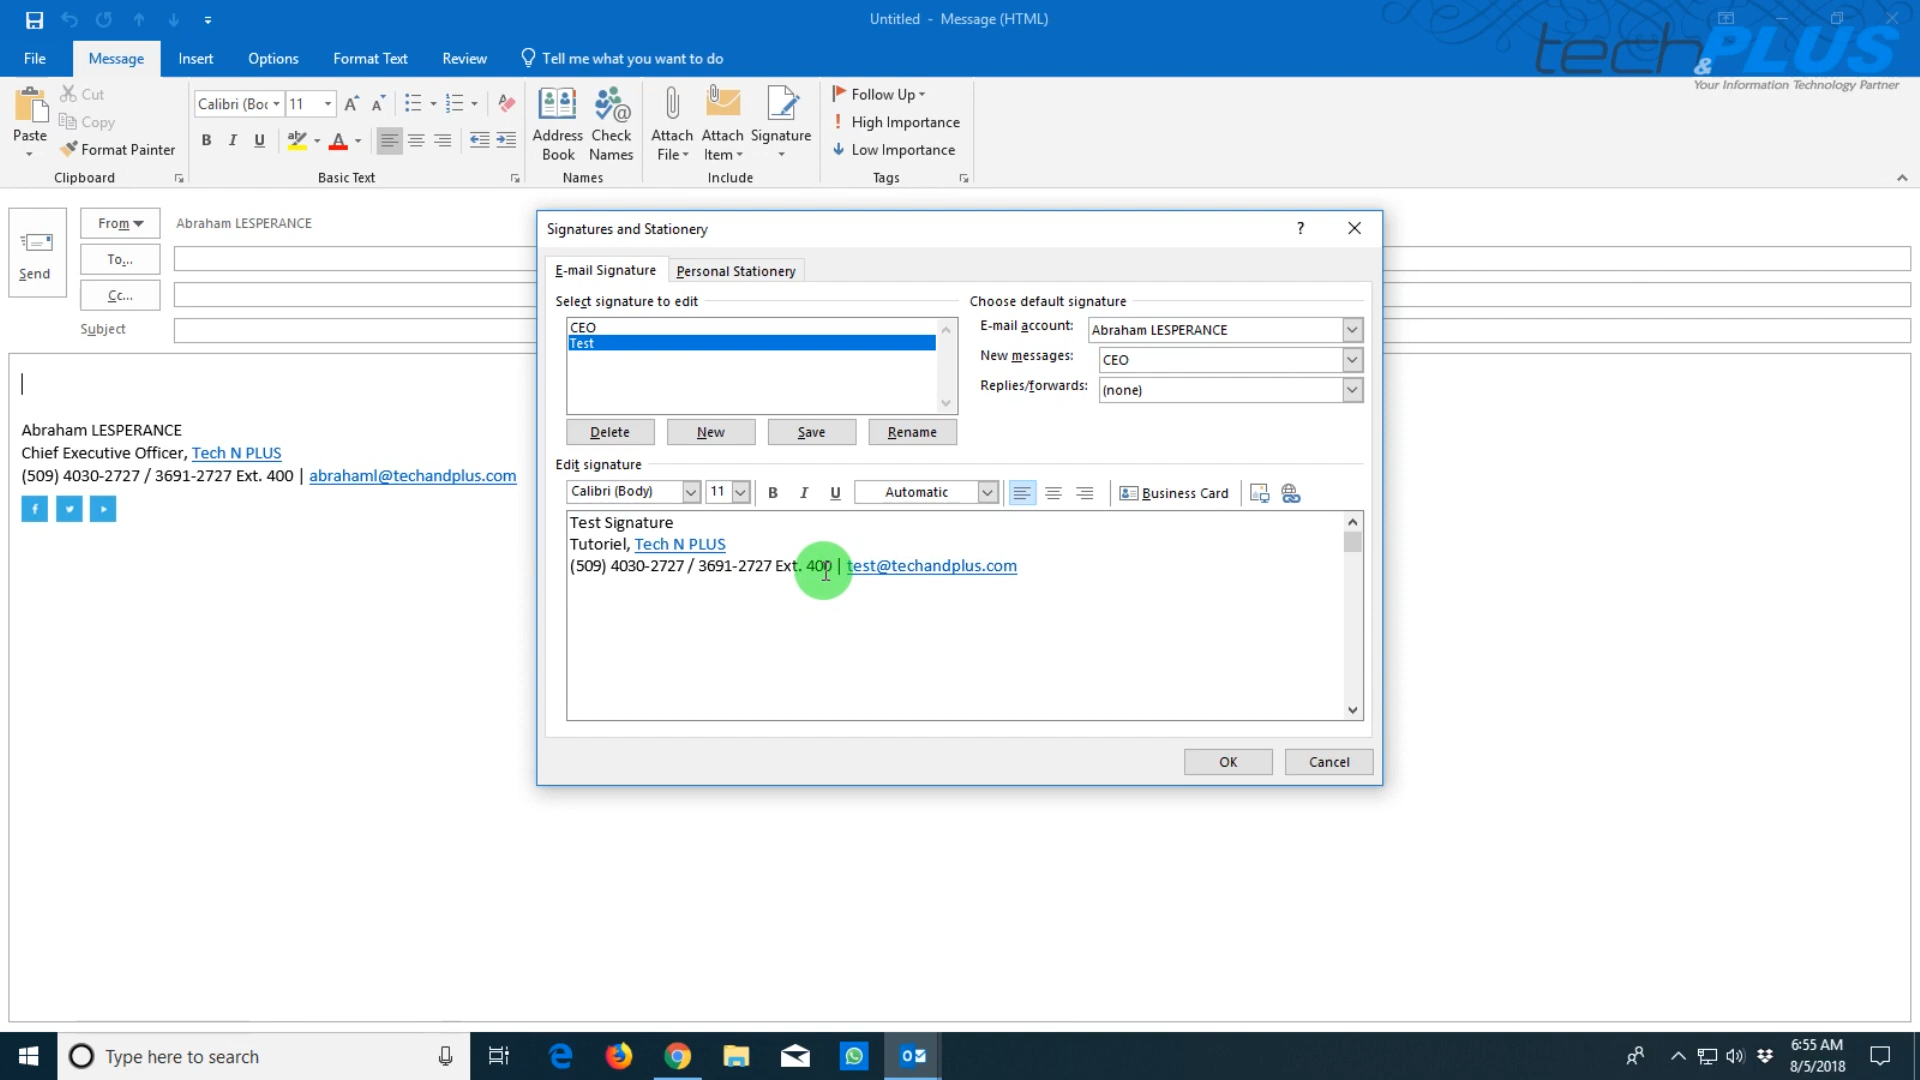 Untitled - Message (HTML)
tech&PLUS
Your Information Technology Partner
File Message Insert Options Format Text Review Tell me what you want to do
Paste
Cut
Copy
Format Painter
Clipboard
Calibri (Boc 11
B I U
Basic Text
Address Book
Check Names
Names
Attach File
Attach Item
Signature
Include
Follow Up
High Importance
Low Importance
Tags
Send
From Abraham LESPERANCE
To...
Cc...
Subject
Abraham LESPERANCE
Chief Executive Officer, Tech N PLUS
(509) 4030-2727 / 3691-2727 Ext. 400 | abrahaml@techandplus.com
Signatures and Stationery ?
E-mail Signature Personal Stationery
Select signature to edit
CEO
Test
Delete New Save Rename
Choose default signature
E-mail account: Abraham LESPERANCE
New messages: CEO
Replies/forwards: (none)
Edit signature
Calibri (Body) 11 B I U Automatic Business Card
Test Signature
Tutoriel, Tech N PLUS
(509) 4030-2727 / 3691-2727 Ext. 400 | test@techandplus.com
OK Cancel
Type here to search
6:55 AM
8/5/2018